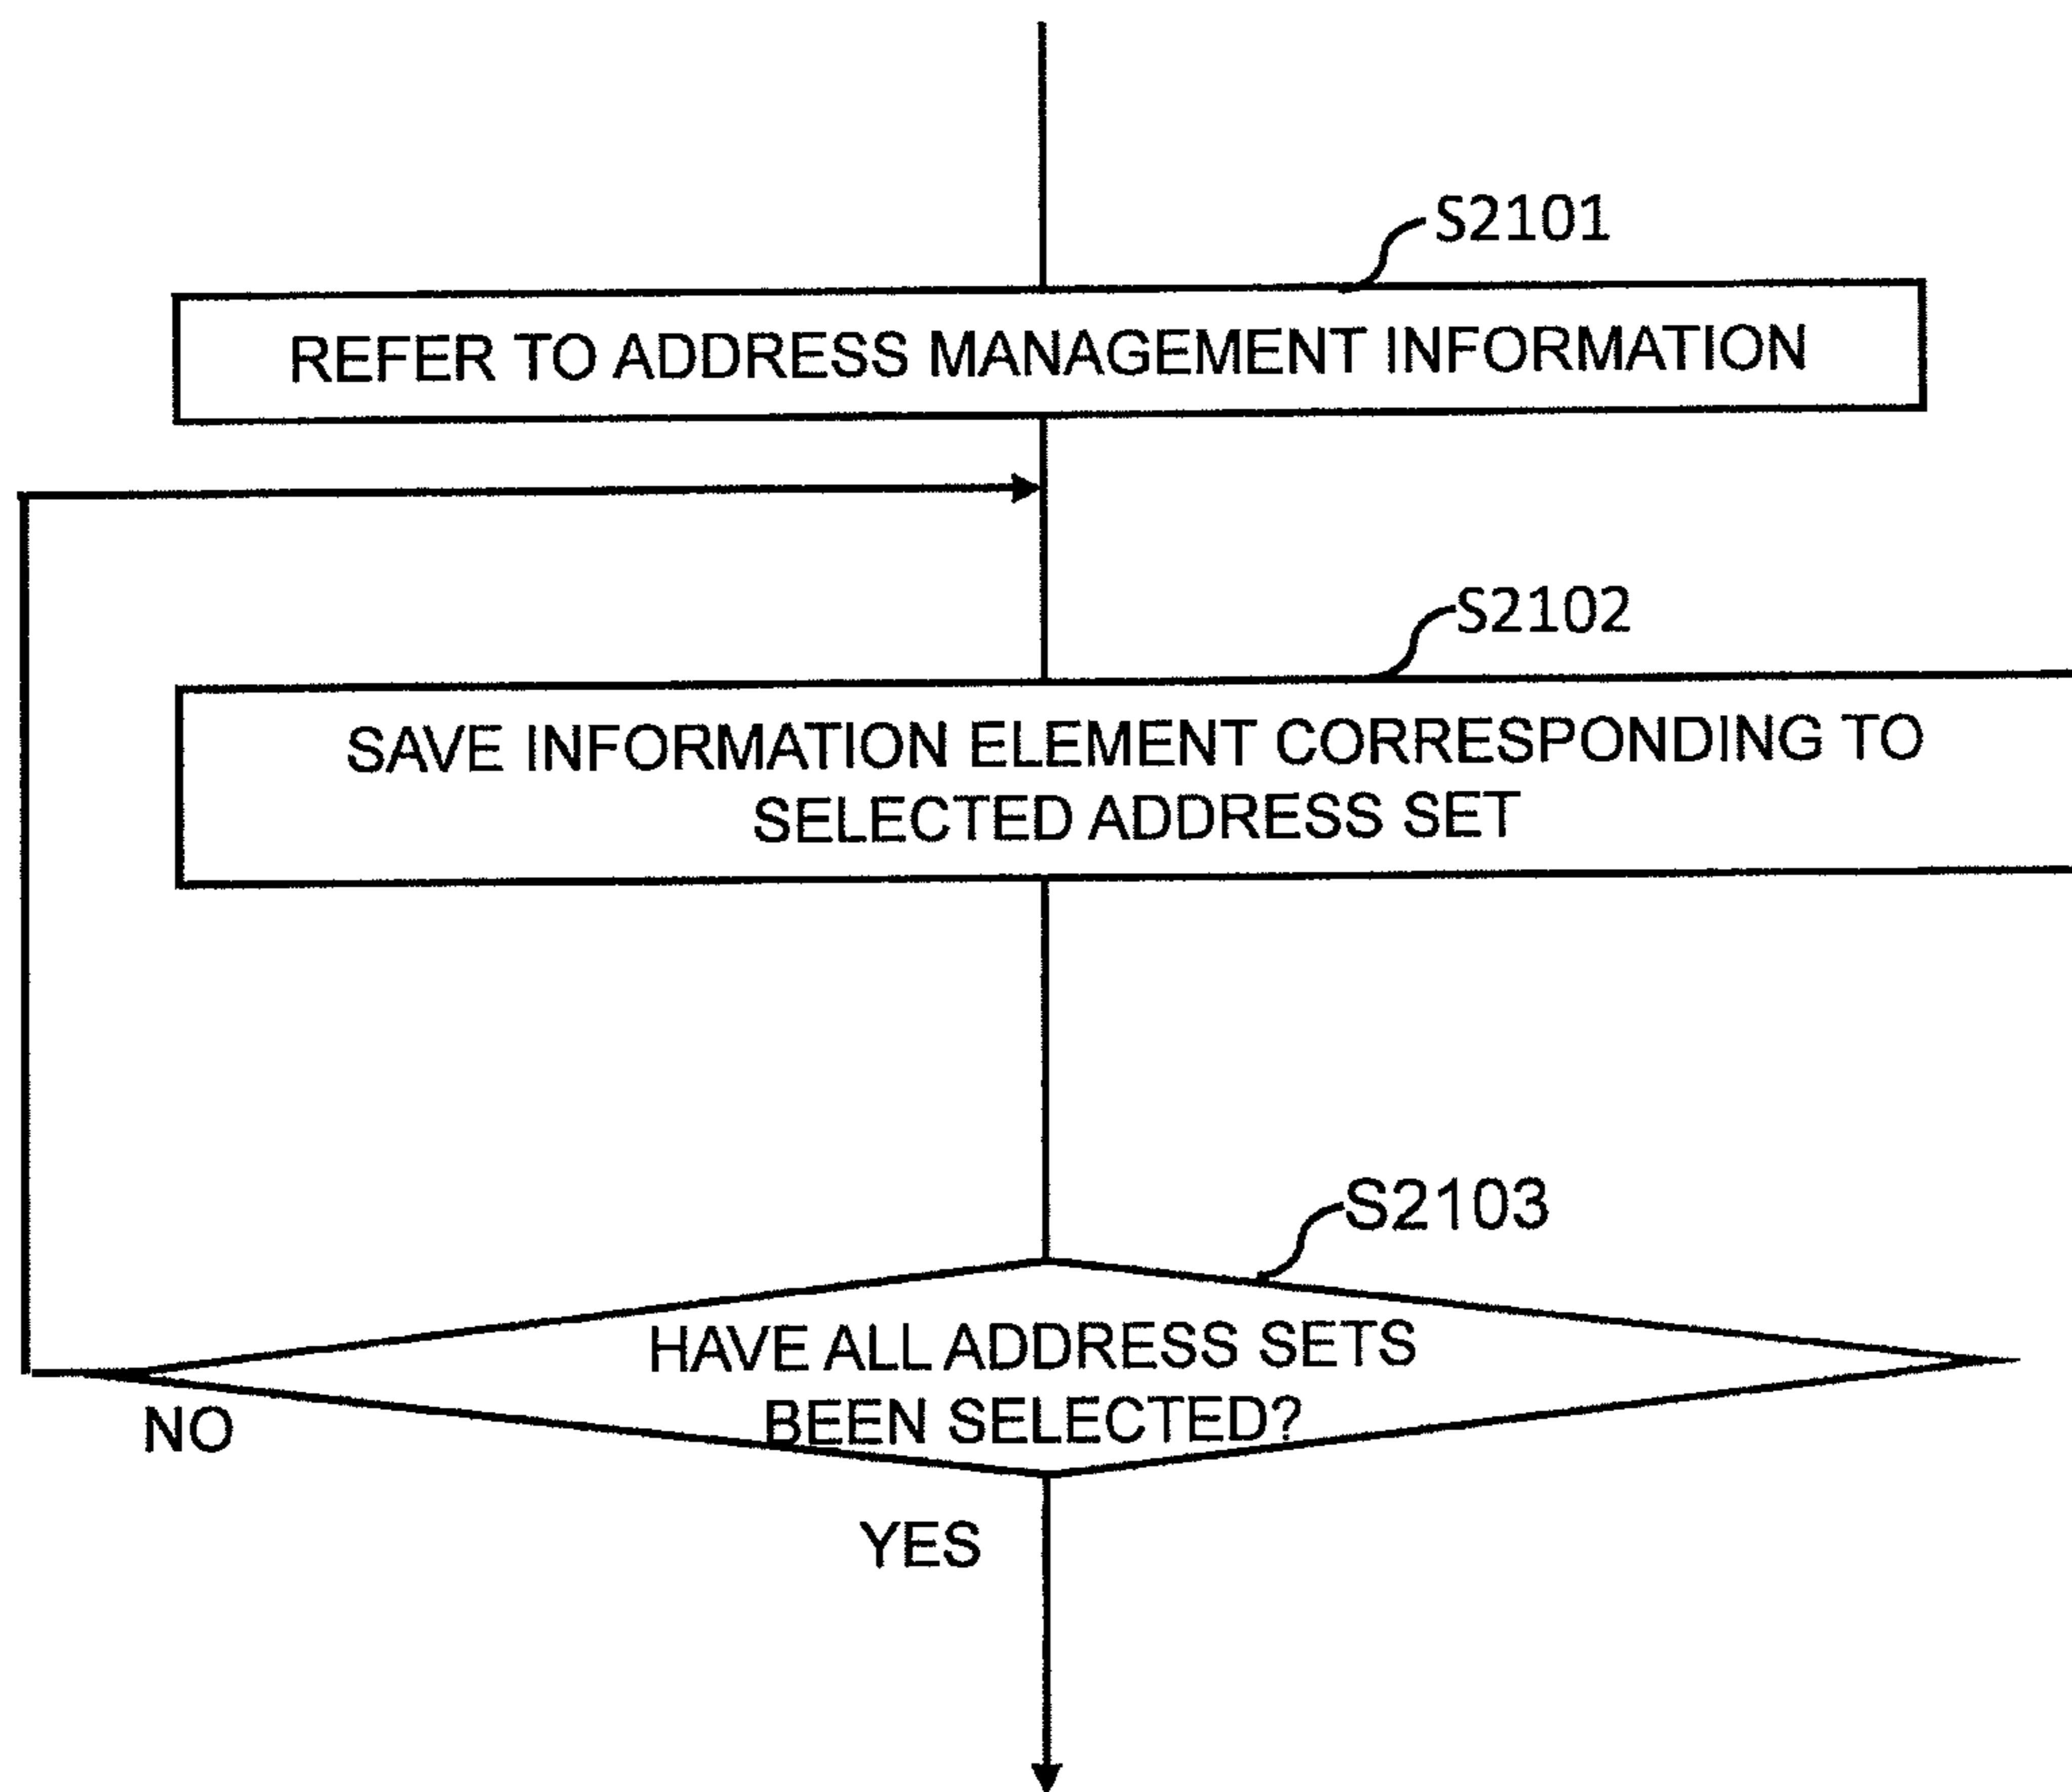 S2101
REFER TO ADDRESS MANAGEMENT INFORMATION
S2102
SAVE INFORMATION ELEMENT CORRESPONDING TO
SELECTED ADDRESS SET
S2103
HAVE ALL ADDRESS SETS
BEEN SELECTED?
NO
YES